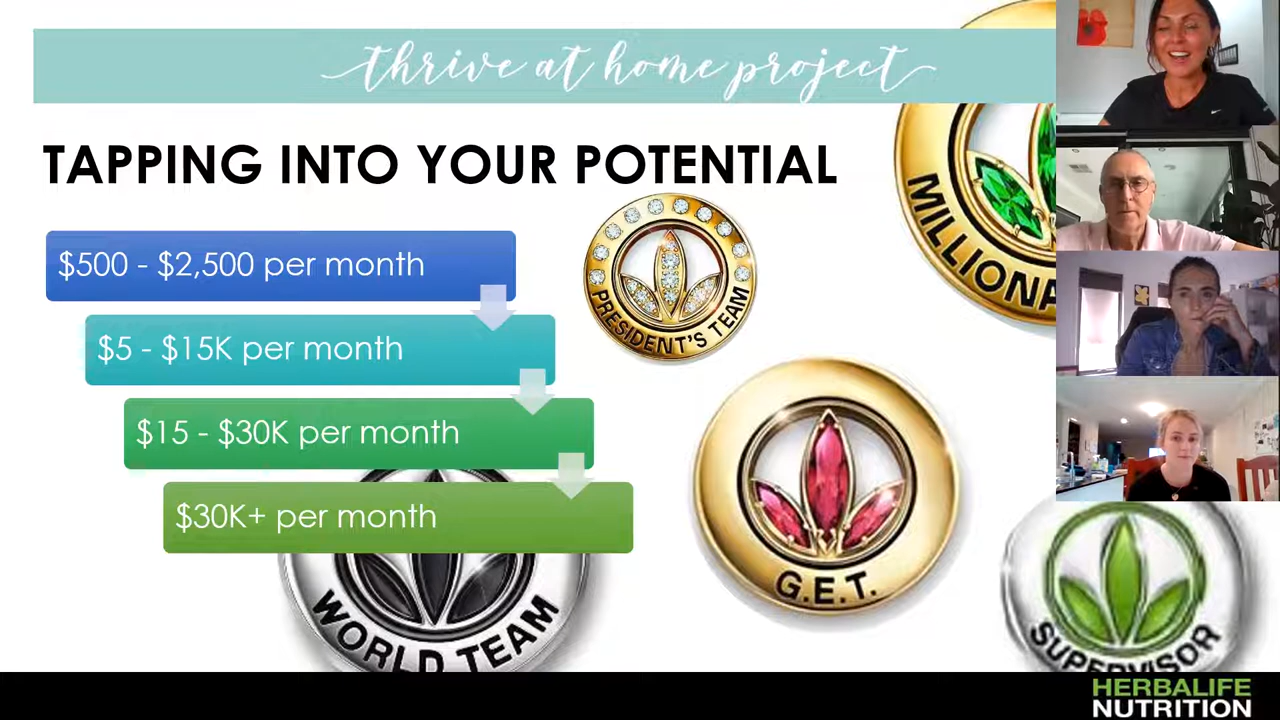 thrive at home project
TAPPING INTO YOUR POTENTIAL
$500 - $2,500 per month
$5 - $15K per month
$15 - $30K per month
$30K+ per month
PRESIDENT'S TEAM
G.E.T.
WORLD TEAM
SUPERVISOR
HERBALIFE
NUTRITION